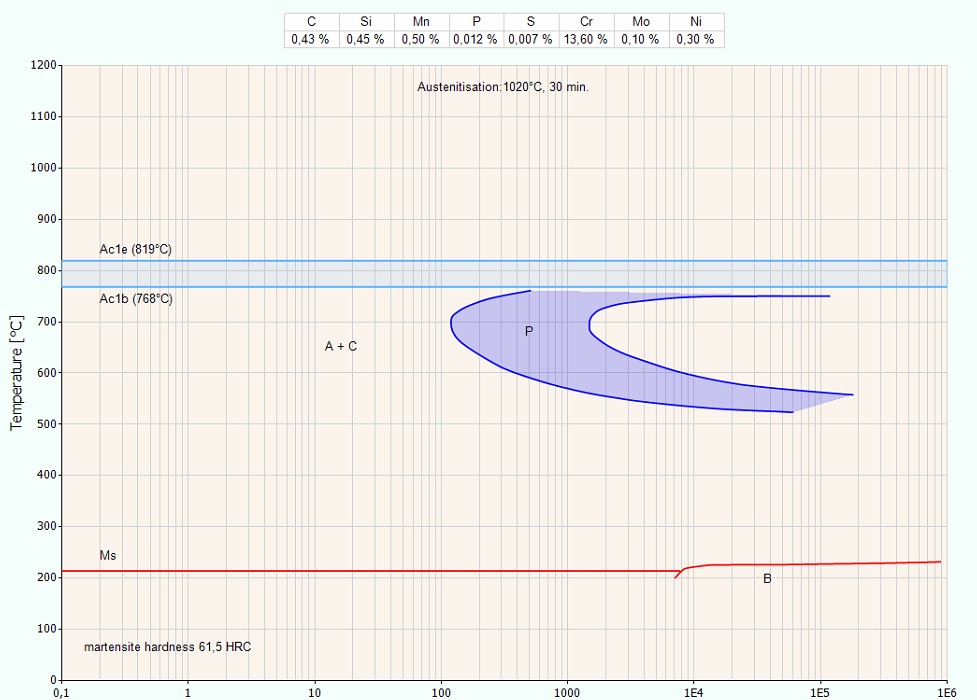 C Si Mn P S Cr Mo Ni
0,43 % 0,45 % 0,50 % 0,012 % 0,007 % 13,60 % 0,10 % 0,30 %
1200
Austenitisation:1020°C, 30 min.
1100
1000
900
Ac1e (819°C)
800
Ac1b (768°C)
700
P
A + C
Temperature [°C]
600
500
400
300
Ms
200
B
100
martensite hardness 61,5 HRC
0
0,1 1 10 100 1000 1E4 1E5 1E6